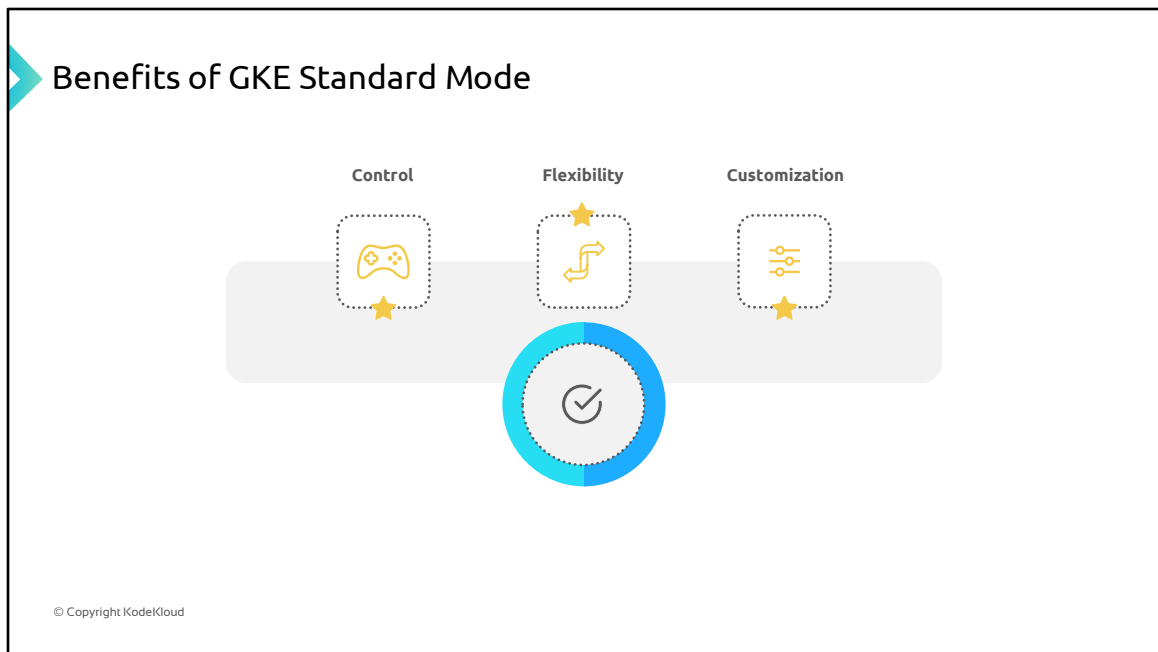 Benefits of GKE Standard Mode
Control
Flexibility
Customization
© Copyright KodeKloud